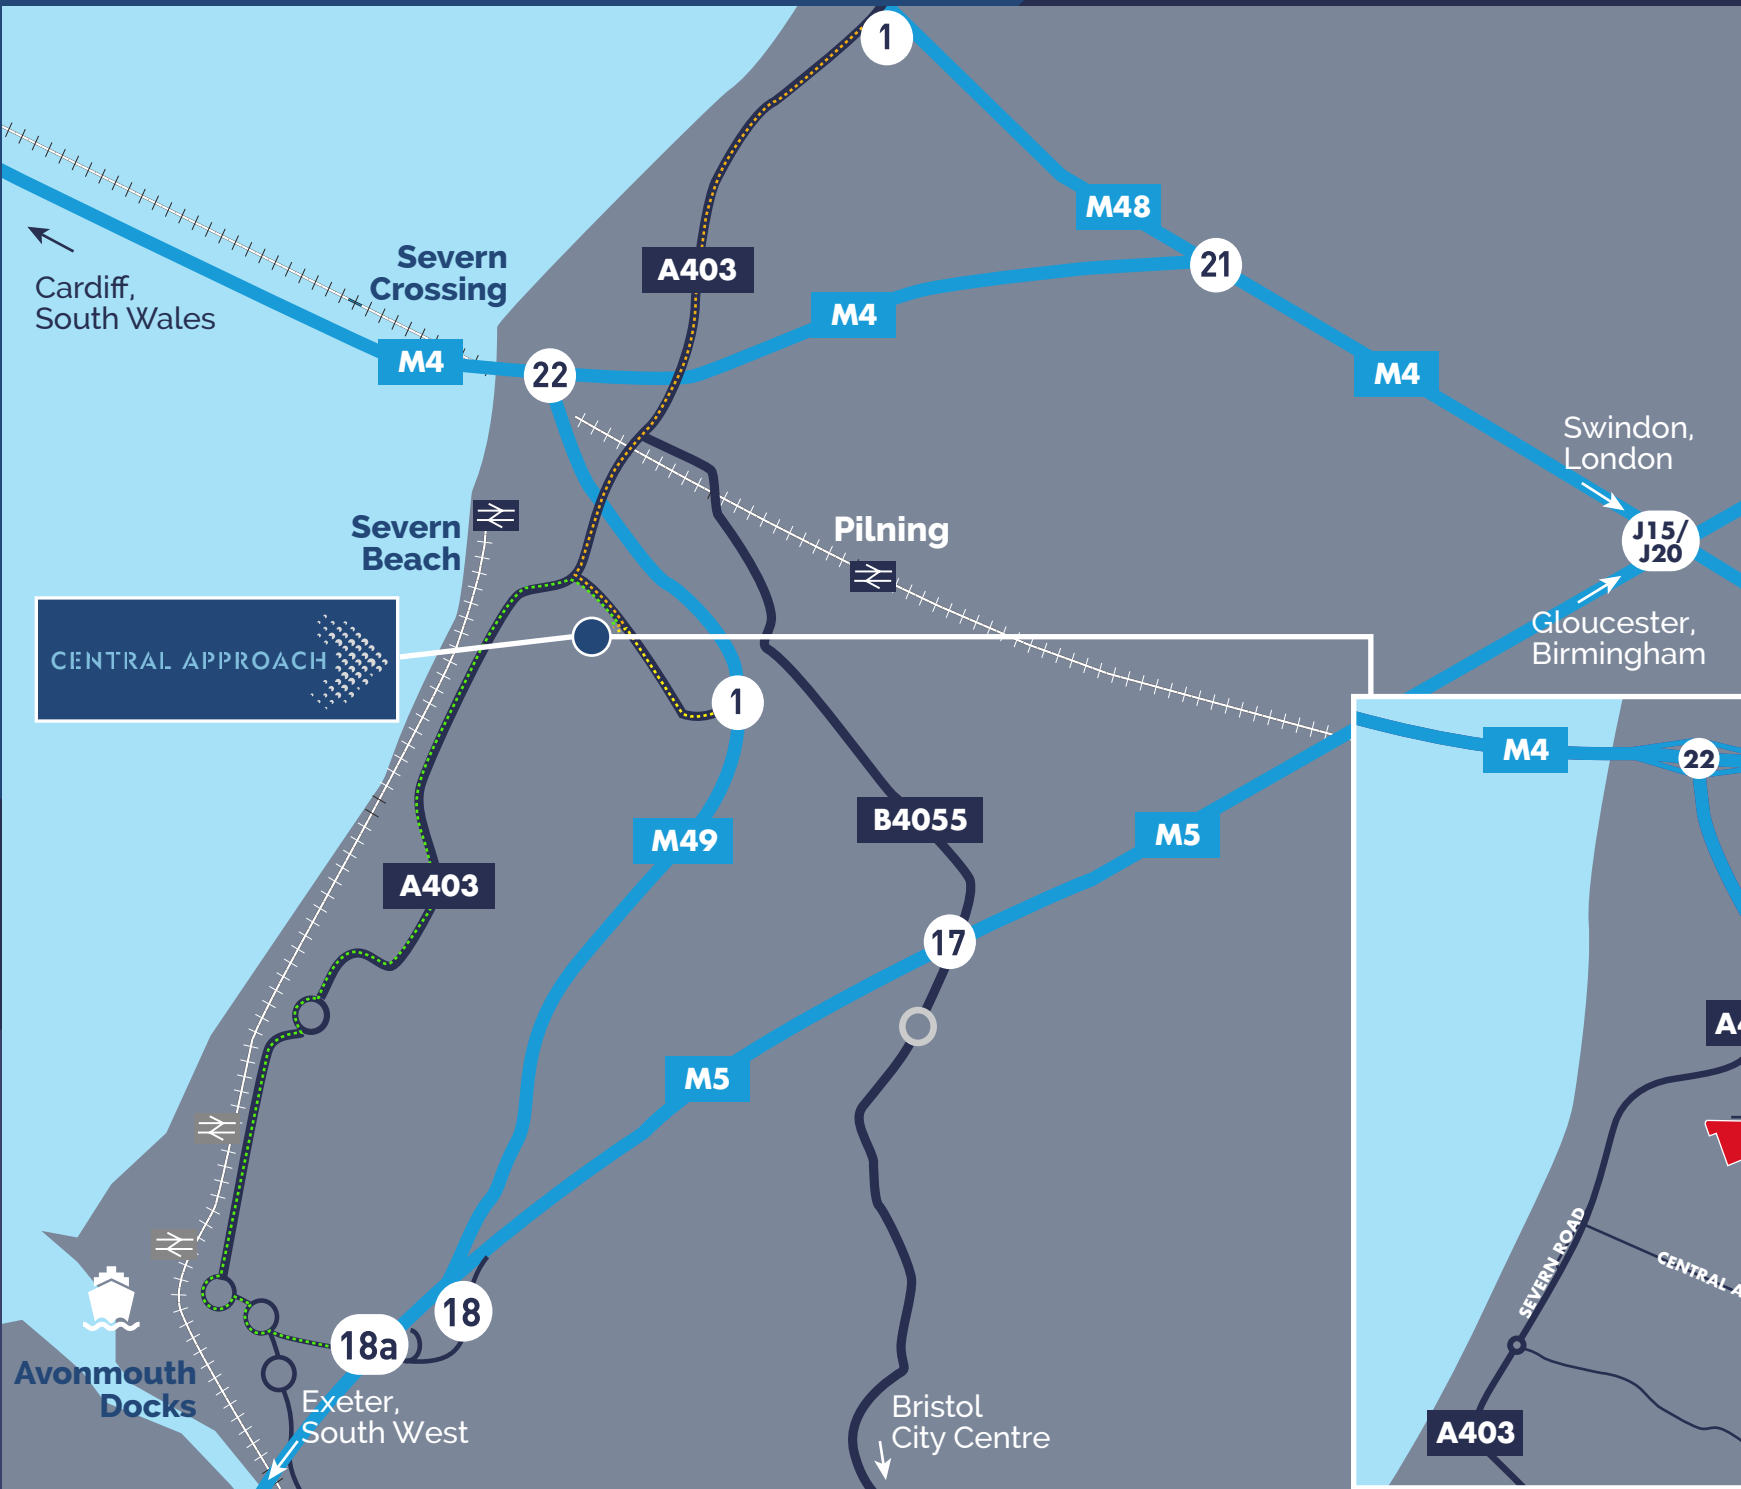 1
M48
A403
21
Severn
Crossing
Cardiff,
South Wales
M4
M4
22
M4
Swindon,
London
Severn
Beach
Pilning
J15/
J20
Gloucester,
Birmingham
CENTRAL APPROACH
1
M4
22
B4055
M49
M5
A403
17
M5
18
18a
Avonmouth
Docks
Exeter,
South West
Bristol
City Centre
SEVERN ROAD
CENTRAL A
A4
A403